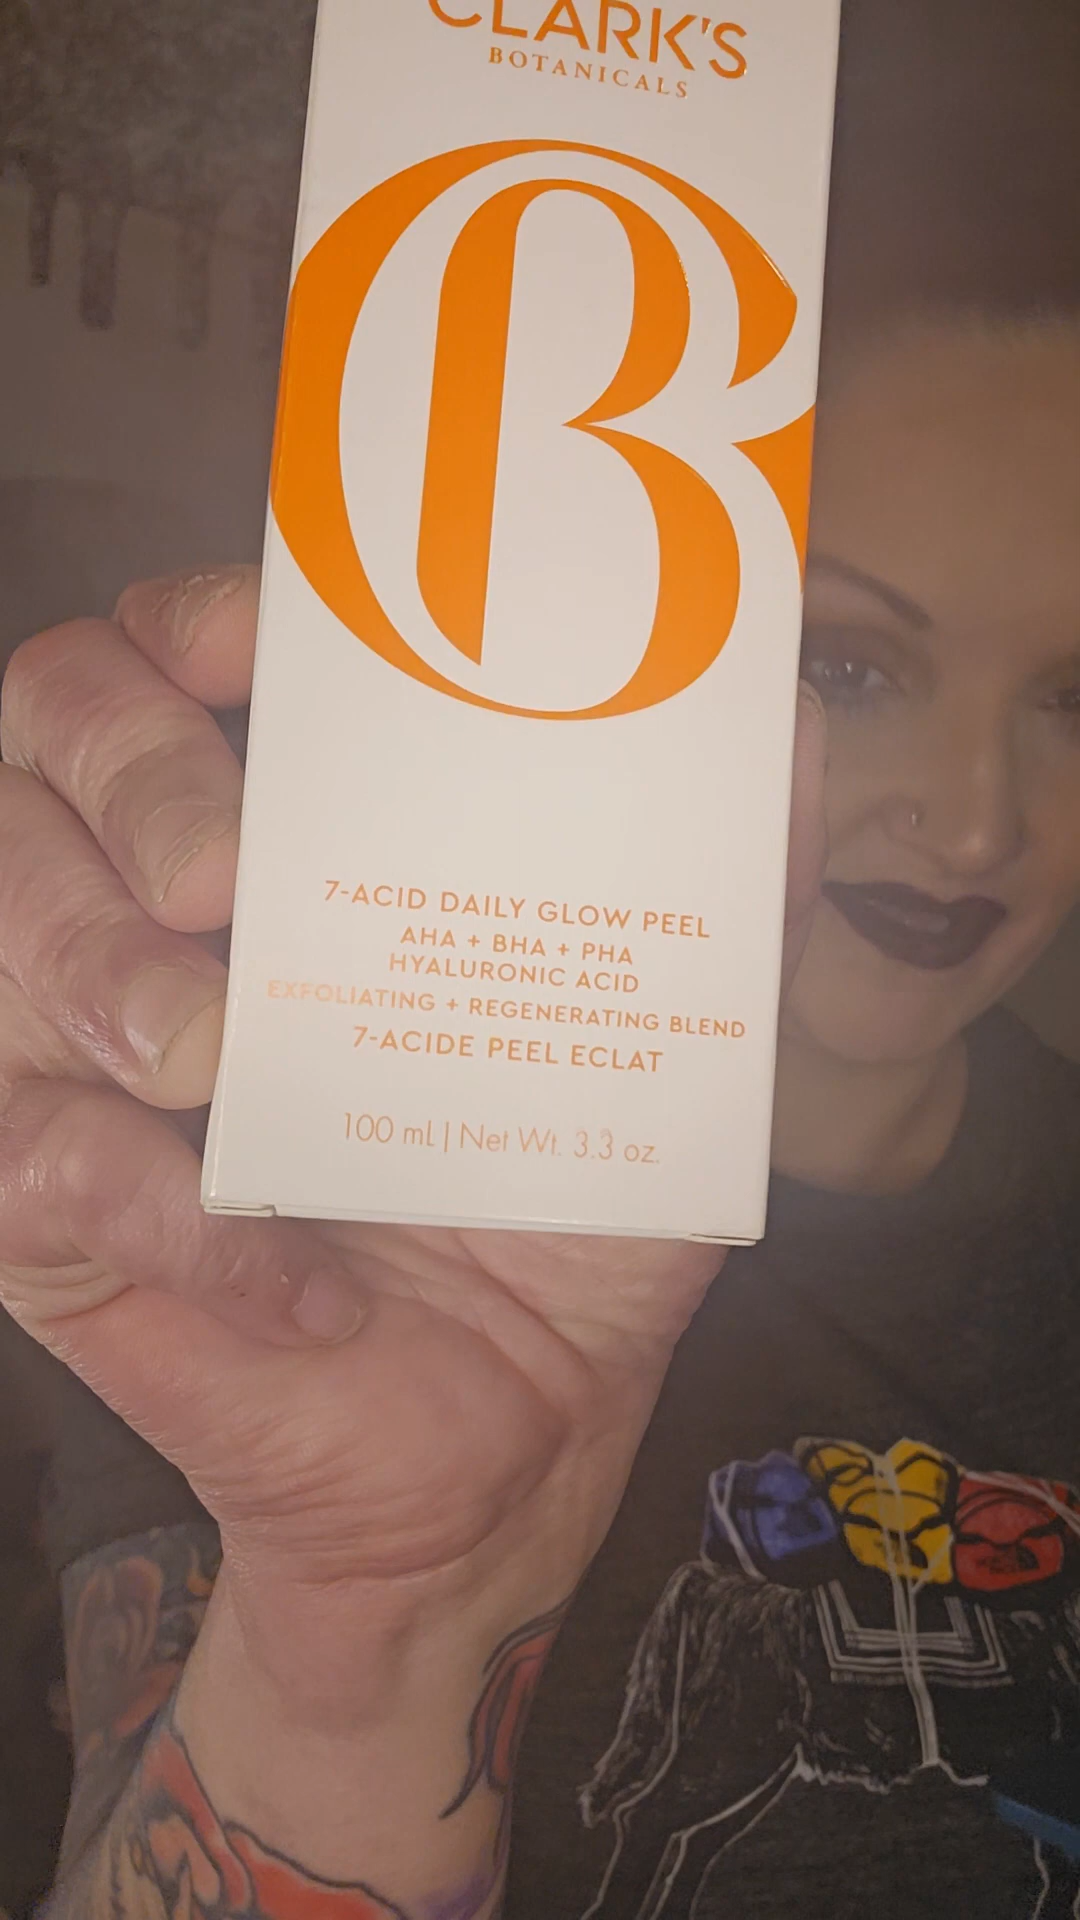 CLARK'S
BOTANICALS
7-ACID DAILY GLOW PEEL
AHA + BHA + PHA
HYALURONIC ACID
EXFOLIATING + REGENERATING BLEND
7-ACIDE PEEL ECLAT
100 ml | Net Wt. 3.3 oz.